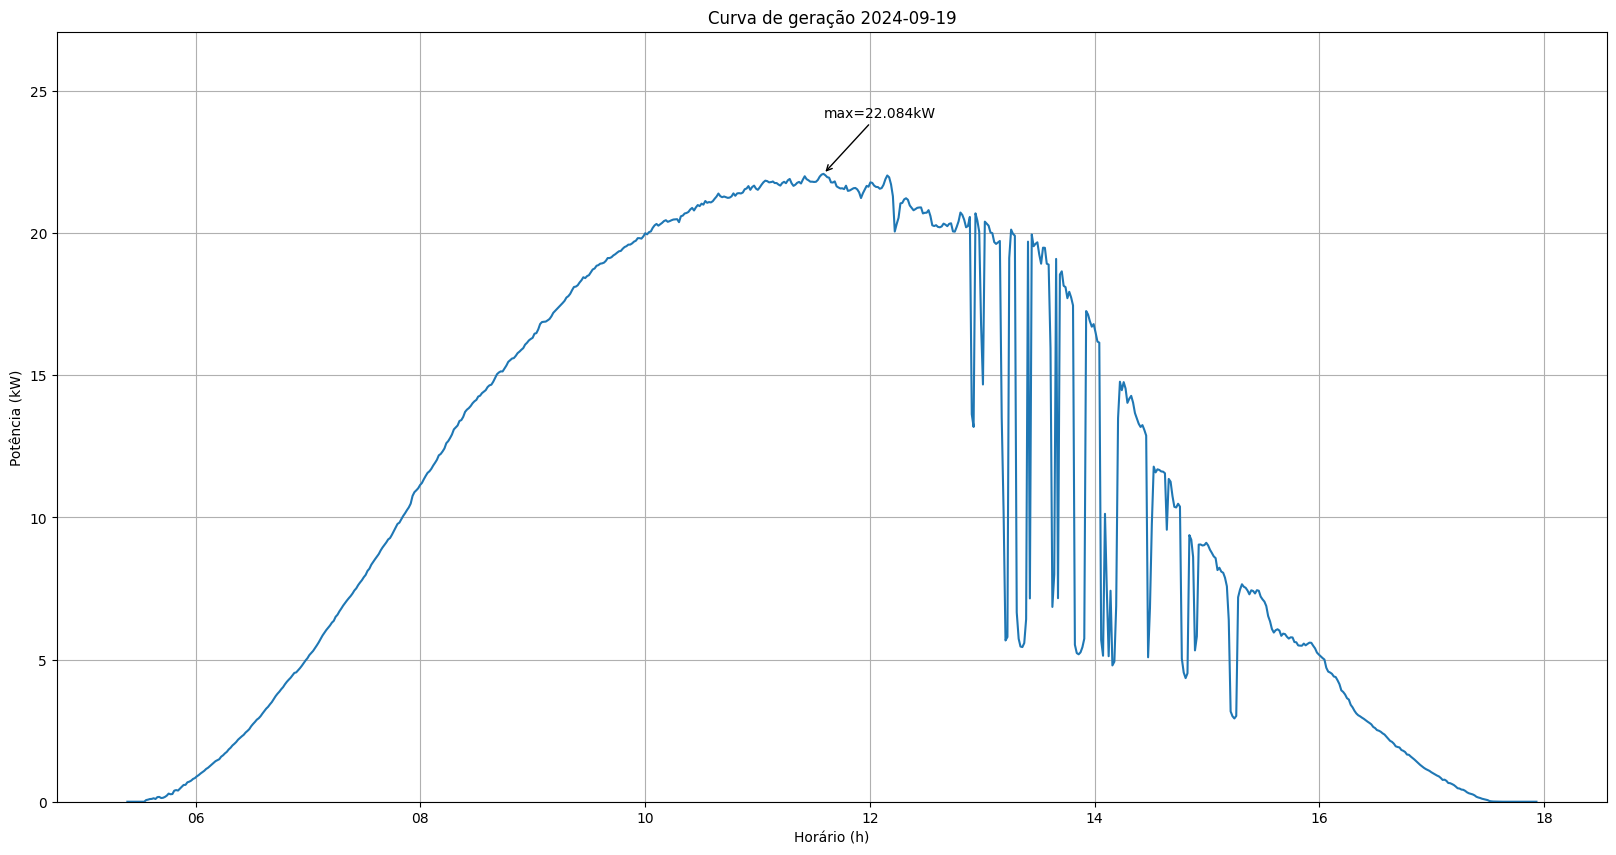 Curva de geração 2024-09-19
25
max=22.084kW
20
15
Potência (kW)
10
5
0
06 08 10 12 14 16 18
Horário (h)